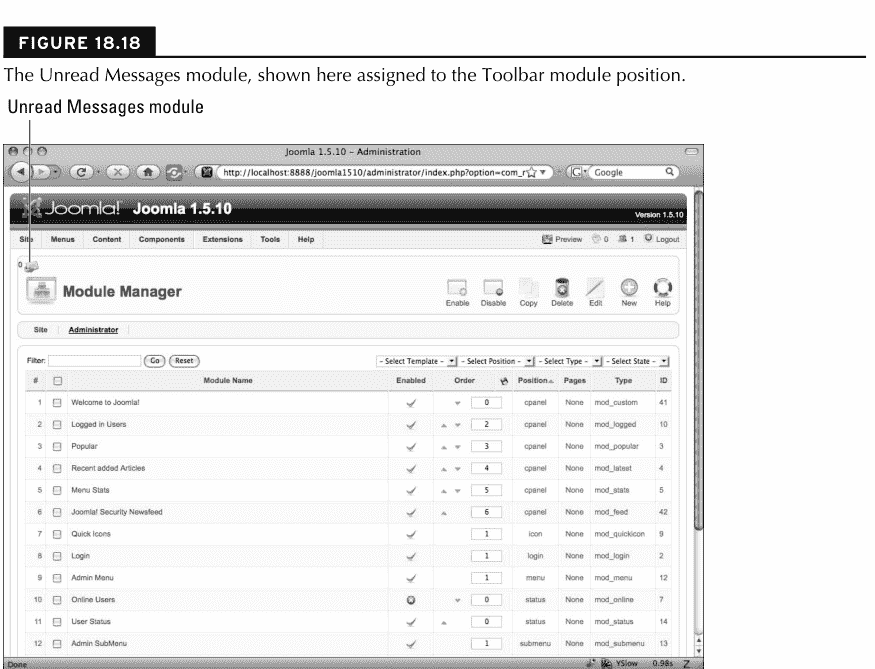 FIGURE 18.18
The Unread Messages module, shown here assigned to the Toolbar module position.
Unread Messages module
Joomla 1.5.10 – Administration
http://localhost:8888/joomla1510/administrator/index.php?option=com_r
G Google
Joomla! Joomla 1.5.10
Version 1.5.10
Site Menus Content Components Extensions Tools Help Preview 0 1 Logout
0
Module Manager
Enable Disable Copy Delete Edit New Help
Site Administrator
Filter: Go Reset - Select Template - - Select Position - - Select Type - - Select State -
# Module Name Enabled Order Position Pages Type ID
1 Welcome to Joomla! 0 cpanel None mod_custom 41
2 Logged in Users 2 cpanel None mod_logged 10
3 Popular 3 cpanel None mod_popular 3
4 Recent added Articles 4 cpanel None mod_latest 4
5 Menu Stats 5 cpanel None mod_stats 5
6 Joomla! Security Newsfeed 6 cpanel None mod_feed 42
7 Quick Icons 1 icon None mod_quickicon 9
8 Login 1 login None mod_login 2
9 Admin Menu 1 menu None mod_menu 12
10 Online Users 0 status None mod_online 7
11 User Status 0 status None mod_status 14
12 Admin SubMenu 1 submenu None mod_submenu 13
Done YSlow 0.98s Z